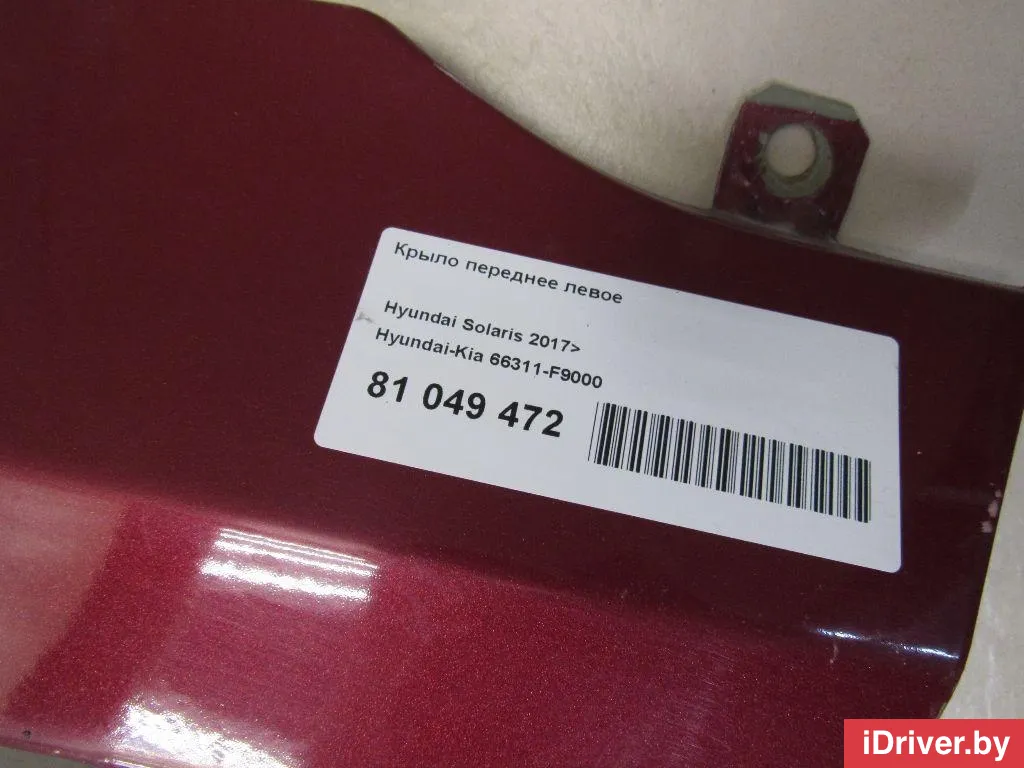 Крыло переднее левое
Hyundai Solaris 2017>
Hyundai-Kia 66311-F9000
81 049 472
iDriver.by